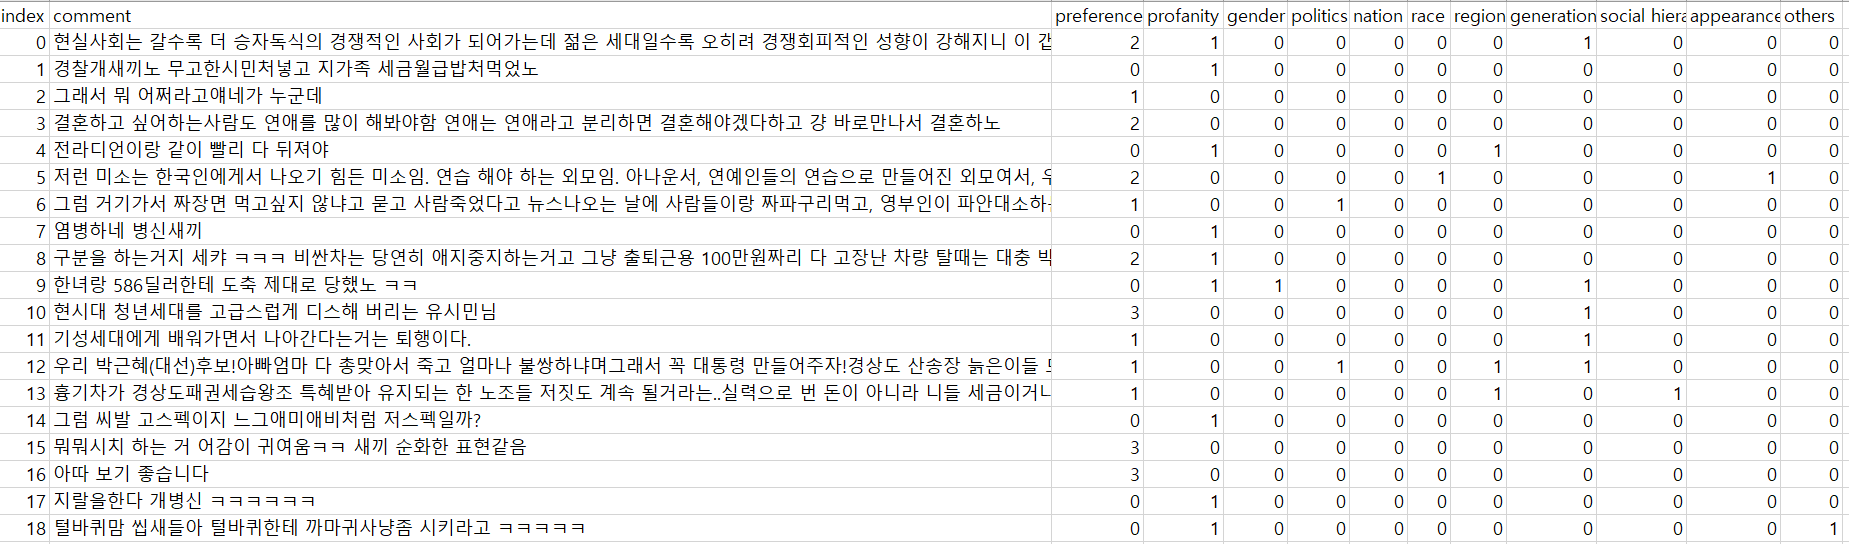 index comment preference profanity gender politics nation race region generation social hiera appearance others
0 현실사회는 갈수록 더 승자독식의 경쟁적인 사회가 되어가는데 젊은 세대일수록 오히려 경쟁회피적인 성향이 강해지니 이 갭 2 1 0 0 0 0 0 1 0 0 0
1 경찰개새끼노 무고한시민처넣고 지가족 세금월급밥처먹었노 0 1 0 0 0 0 0 0 0 0 0
2 그래서 뭐 어쩌라고얘네가 누군데 1 0 0 0 0 0 0 0 0 0 0
3 결혼하고 싶어하는사람도 연애를 많이 해봐야함 연애는 연애라고 분리하면 결혼해야겠다하고 걍 바로만나서 결혼하노 2 0 0 0 0 0 0 0 0 0 0
4 전라디언이랑 같이 빨리 다 뒤져야 0 1 0 0 0 0 1 0 0 0 0
5 저런 미소는 한국인에게서 나오기 힘든 미소임. 연습 해야 하는 외모임. 아나운서, 연예인들의 연습으로 만들어진 외모여서, 우 2 0 0 0 0 1 0 0 0 1 0
6 그럼 거기가서 짜장면 먹고싶지 않냐고 묻고 사람죽었다고 뉴스나오는 날에 사람들이랑 짜파구리먹고, 영부인이 파안대소하는 1 0 0 1 0 0 0 0 0 0 0
7 염병하네 병신새끼 0 1 0 0 0 0 0 0 0 0 0
8 구분을 하는거지 세캬 ㅋㅋㅋ 비싼차는 당연히 애지중지하는거고 그냥 출퇴근용 100만원짜리 다 고장난 차량 탈때는 대충 박 2 1 0 0 0 0 0 0 0 0 0
9 한녀랑 586딜러한테 도축 제대로 당했노 ㅋㅋ 0 1 1 0 0 0 0 1 0 0 0
10 현시대 청년세대를 고급스럽게 디스해 버리는 유시민님 3 0 0 0 0 0 0 1 0 0 0
11 기성세대에게 배워가면서 나아간다는거는 퇴행이다. 1 0 0 0 0 0 0 1 0 0 0
12 우리 박근혜(대선)후보!아빠엄마 다 총맞아서 죽고 얼마나 불쌍하냐며그래서 꼭 대통령 만들어주자!경상도 산송장 늙은이들 1 0 0 1 0 0 1 1 0 0 0
13 흉기차가 경상도패권세습왕조 특혜받아 유지되는 한 노조들 저짓도 계속 될거라는..실력으로 번 돈이 아니라 니들 세금이거 1 0 0 0 0 0 1 0 1 0 0
14 그럼 씨발 고스펙이지 느그애미애비처럼 저스펙일까? 0 1 0 0 0 0 0 0 0 0 0
15 뭐뭐시치 하는 거 어감이 귀여움ㅋㅋ 새끼 순화한 표현같음 3 0 0 0 0 0 0 0 0 0 0
16 아따 보기 좋습니다 3 0 0 0 0 0 0 0 0 0 0
17 지랄을한다 개병신 ㅋㅋㅋㅋㅋㅋ 0 1 0 0 0 0 0 0 0 0 0
18 털바퀴맘 씹새들아 털바퀴한테 까마귀사냥좀 시키라고 ㅋㅋㅋㅋㅋ 0 1 0 0 0 0 0 0 0 0 1